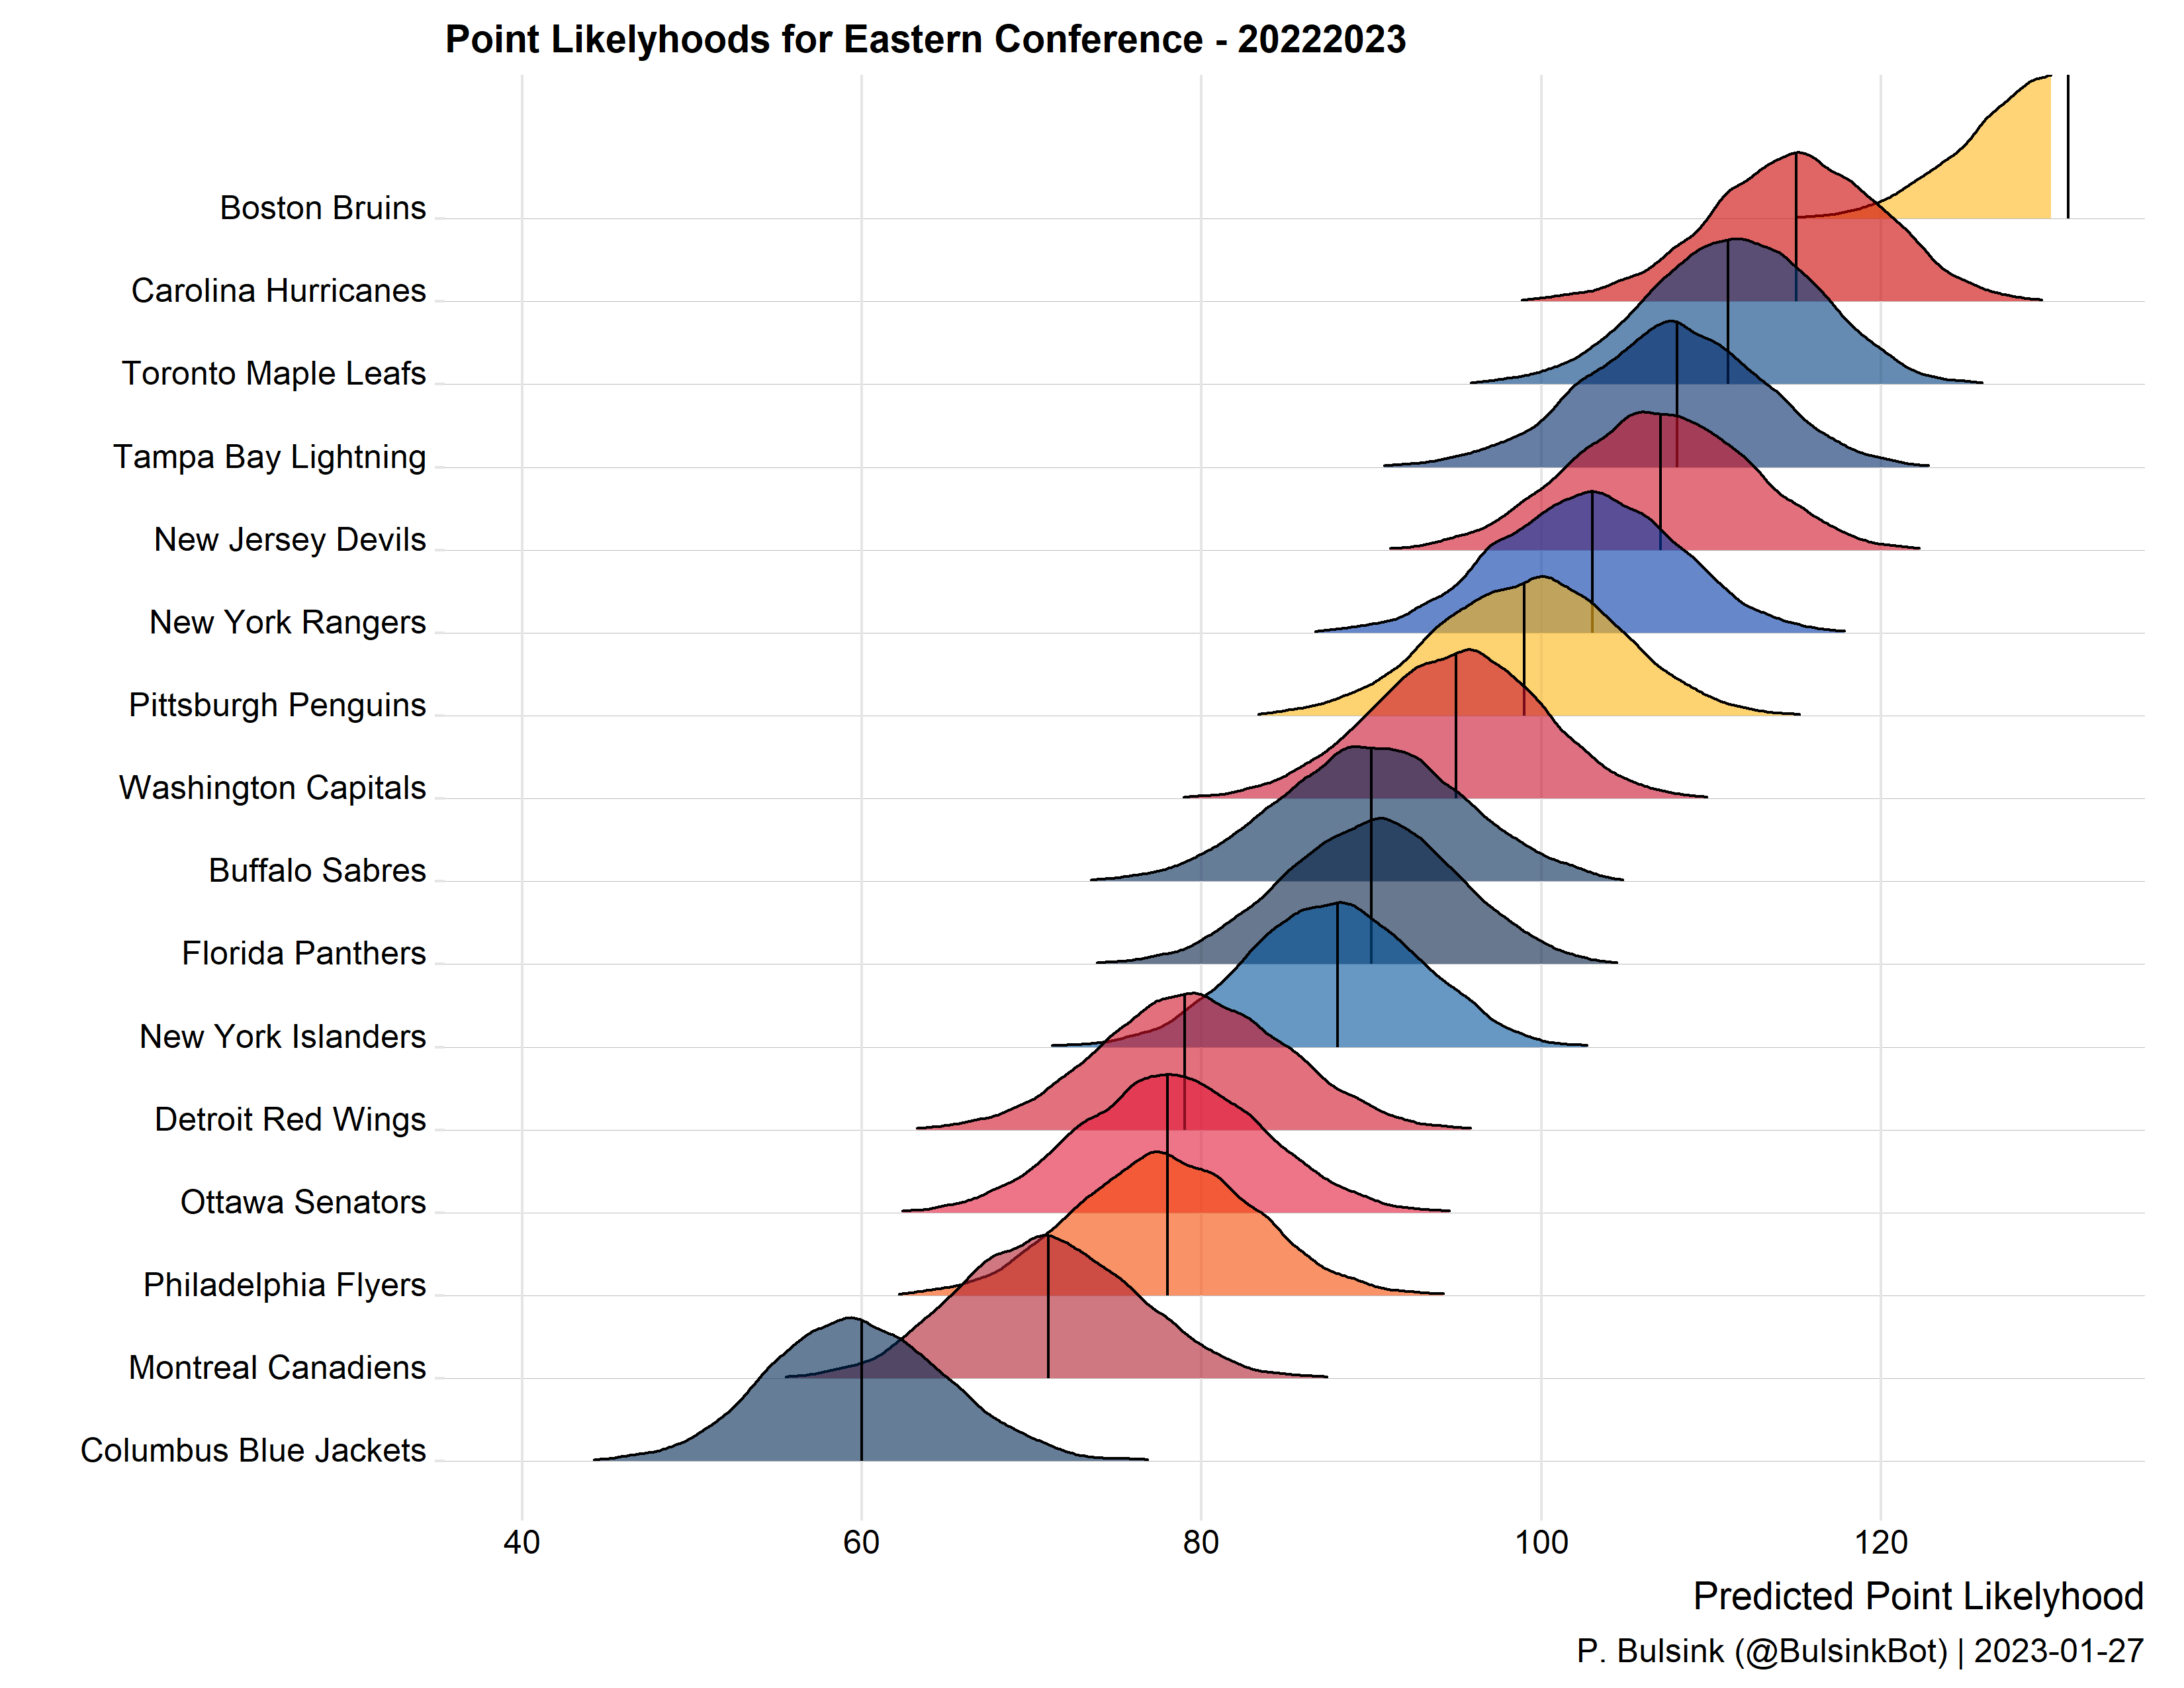 Point Likelyhoods for Eastern Conference - 20222023
Boston Bruins
Carolina Hurricanes
Toronto Maple Leafs
Tampa Bay Lightning
New Jersey Devils
New York Rangers
Pittsburgh Penguins
Washington Capitals
Buffalo Sabres
Florida Panthers
New York Islanders
Detroit Red Wings
Ottawa Senators
Philadelphia Flyers
Montreal Canadiens
Columbus Blue Jackets
40 60 80 100 120
Predicted Point Likelyhood
P. Bulsink (@BulsinkBot) | 2023-01-27